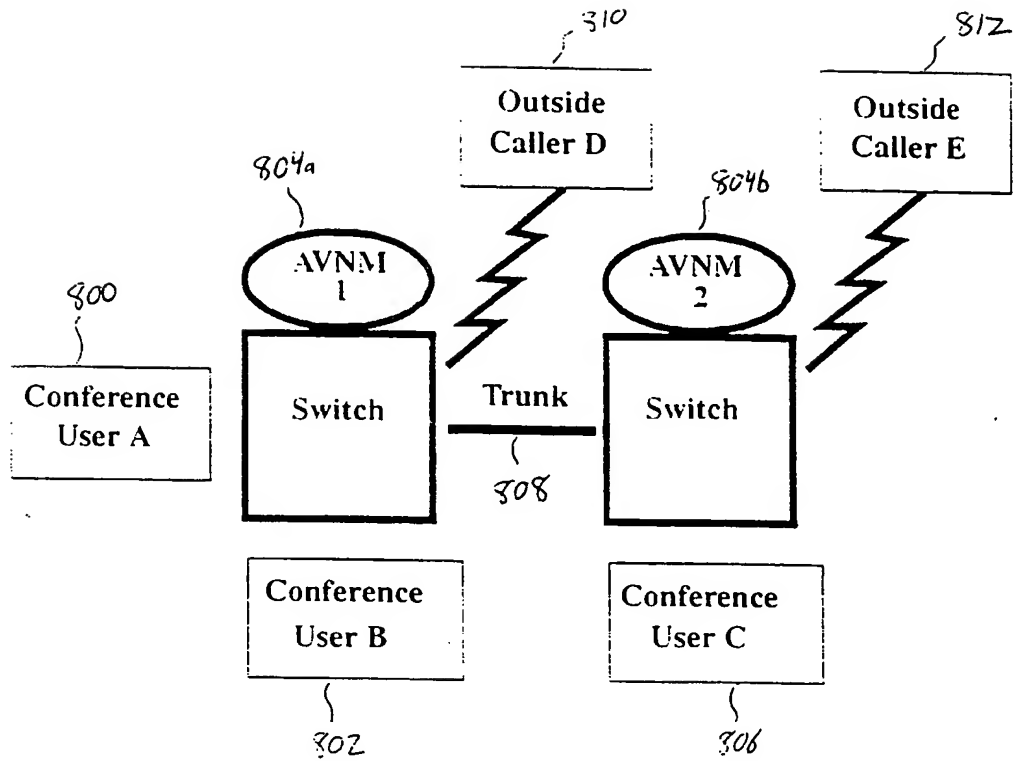 810
812
Outside
Caller D
Outside
Caller E
804a
804b
AVNM
1
AVNM
2
800
Conference
User A
Switch
Trunk
Switch
808
Conference
User B
Conference
User C
802
806